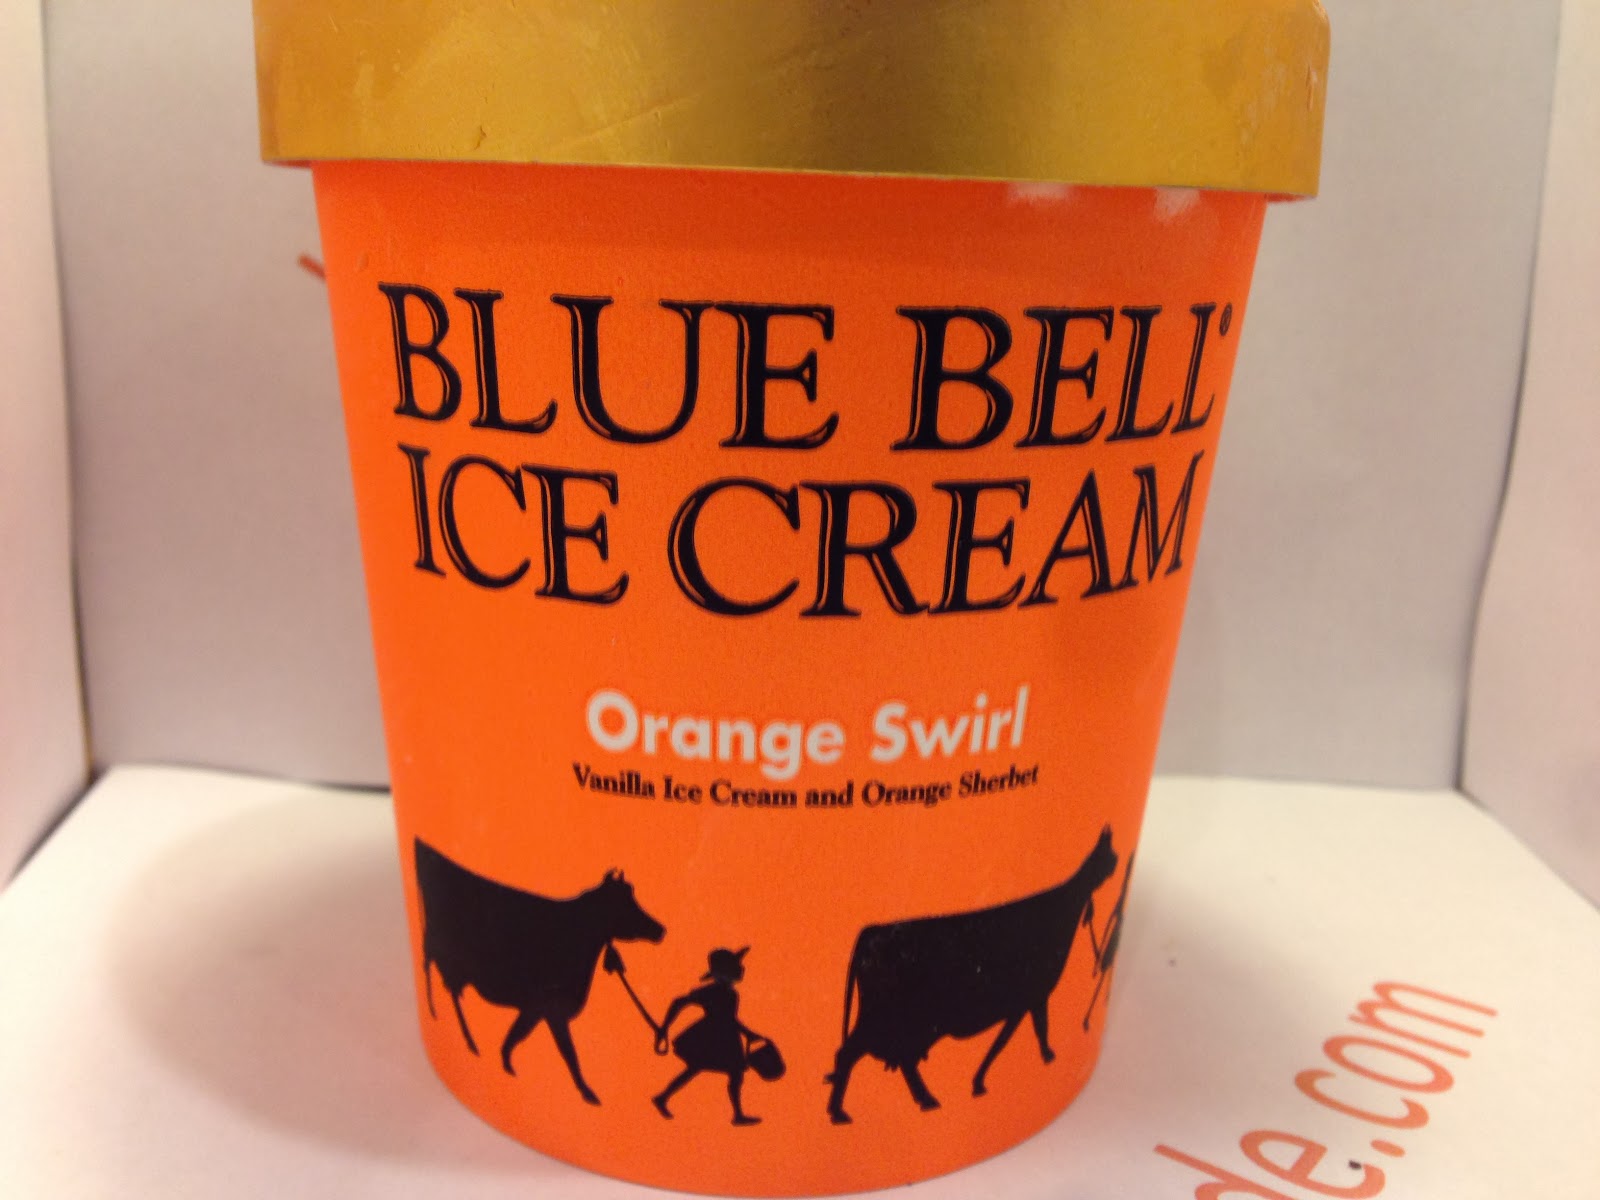 BLUE BELL®
ICE CREAM
Orange Swirl
Vanilla Ice Cream and Orange Sherbet
de.com